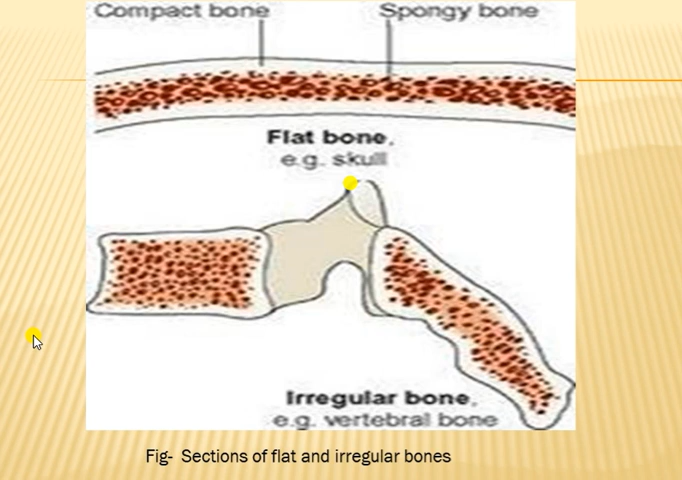 Compact bone Spongy bone
Flat bone,
e.g. skull
Irregular bone,
e.g. vertebral bone
Fig- Sections of flat and irregular bones